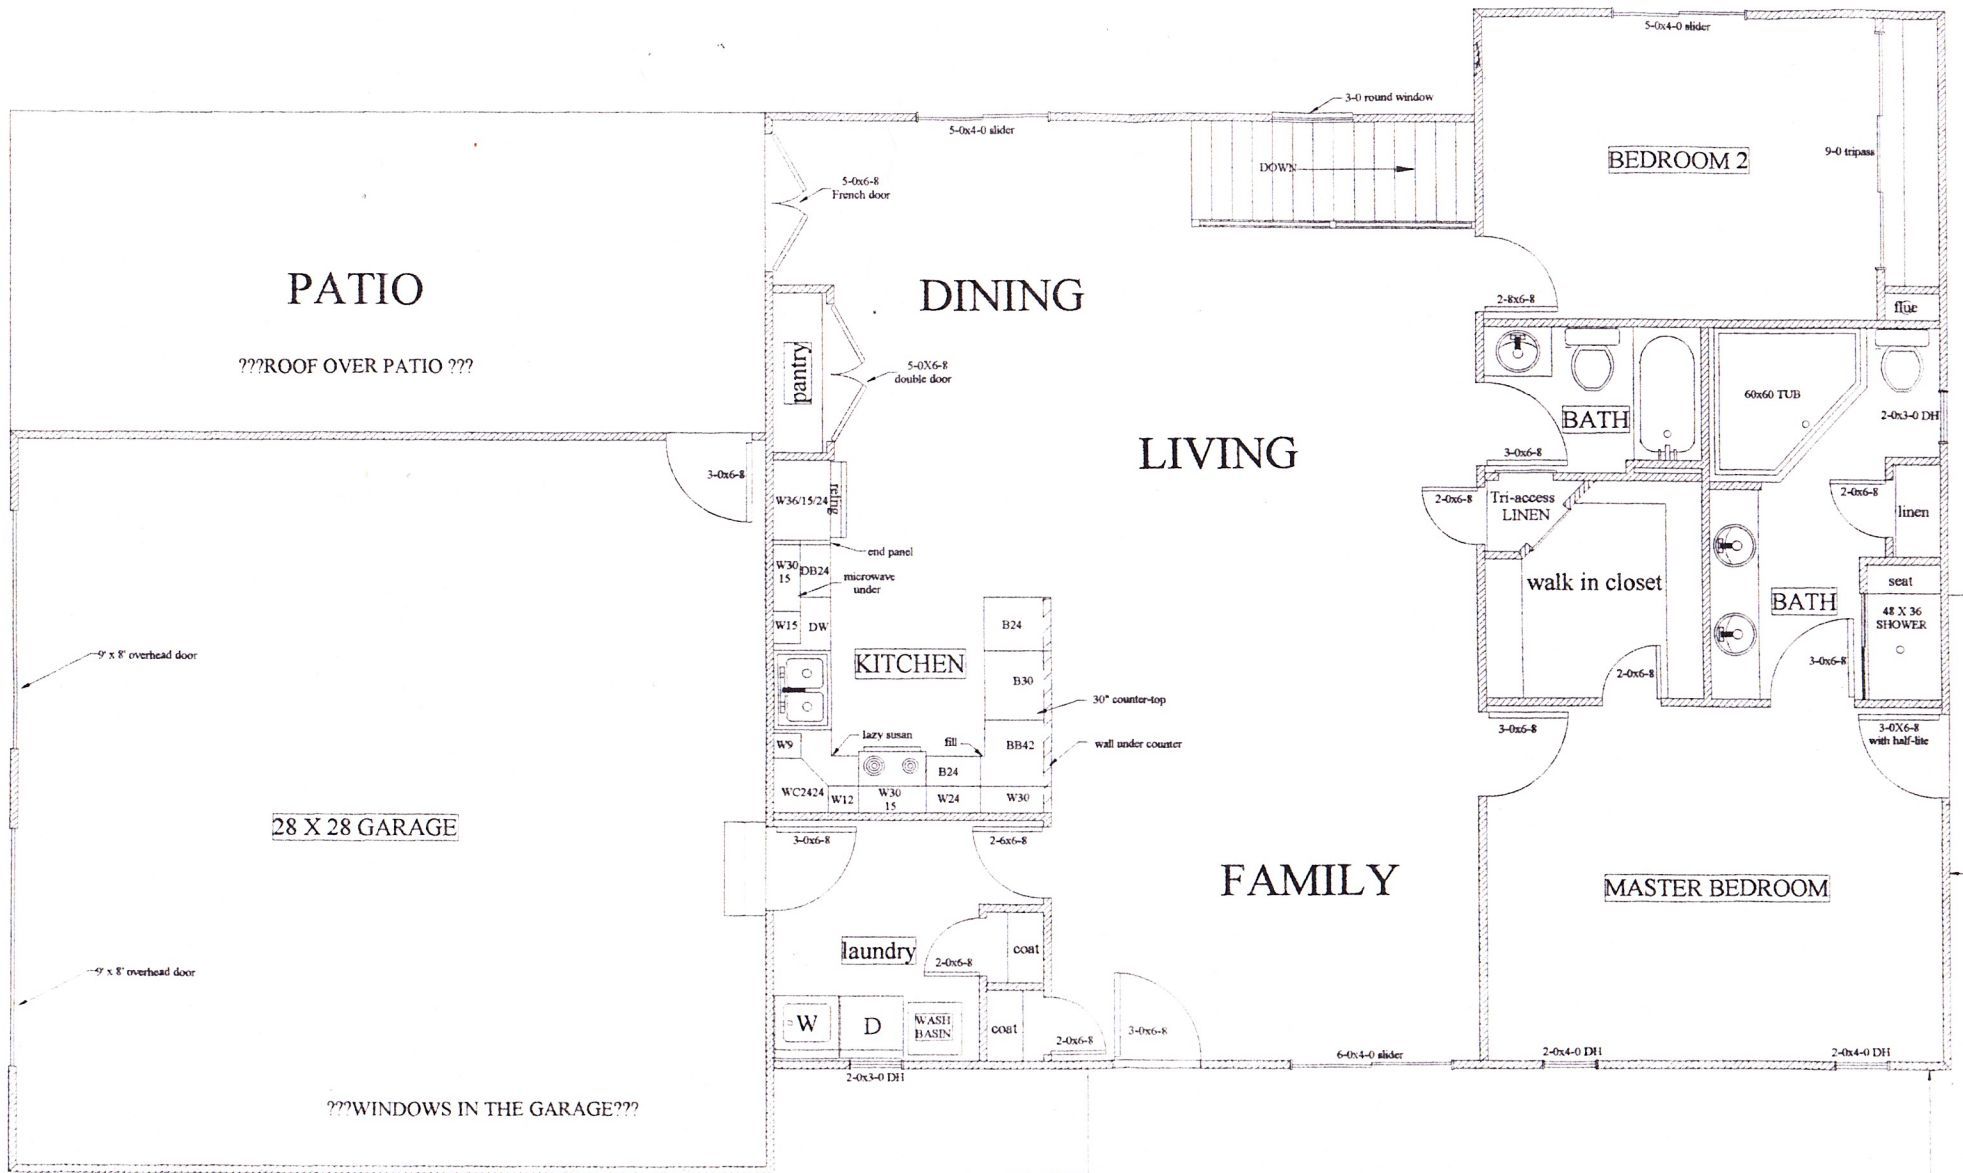 5-0x4-0 slider
3-0 round window
5-0x4-0 slider
BEDROOM 2
9-0 tripass
DOWN
5-0x6-8
French door
PATIO
DINING
2-8x6-8
flue
???ROOF OVER PATIO ???
pantry
5-0X6-8
double door
60x60 TUB
2-0x3-0 DH
BATH
LIVING
3-0x6-8
3-0x6-8
W36/15/24
refrig
2-0x6-8
Tri-access
LINEN
2-0x6-8
linen
end panel
W30
15
DB24
microwave
under
walk in closet
seat
BATH
48 X 36
SHOWER
W15
DW
B24
9' x 8' overhead door
KITCHEN
B30
2-0x6-8
3-0x6-8
30" counter-top
lazy susan
fill
W9
BB42
wall under counter
3-0x6-8
3-0X6-8
with half-lite
B24
WC2424
W12
W30
15
W24
W30
28 X 28 GARAGE
3-0x6-8
2-6x6-8
FAMILY
MASTER BEDROOM
laundry
coat
2-0x6-8
9' x 8' overhead door
W
D
WASH
BASIN
coat
2-0x6-8
3-0x6-8
6-0x4-0 slider
2-0x4-0 DH
2-0x4-0 DH
2-0x3-0 DH
???WINDOWS IN THE GARAGE???